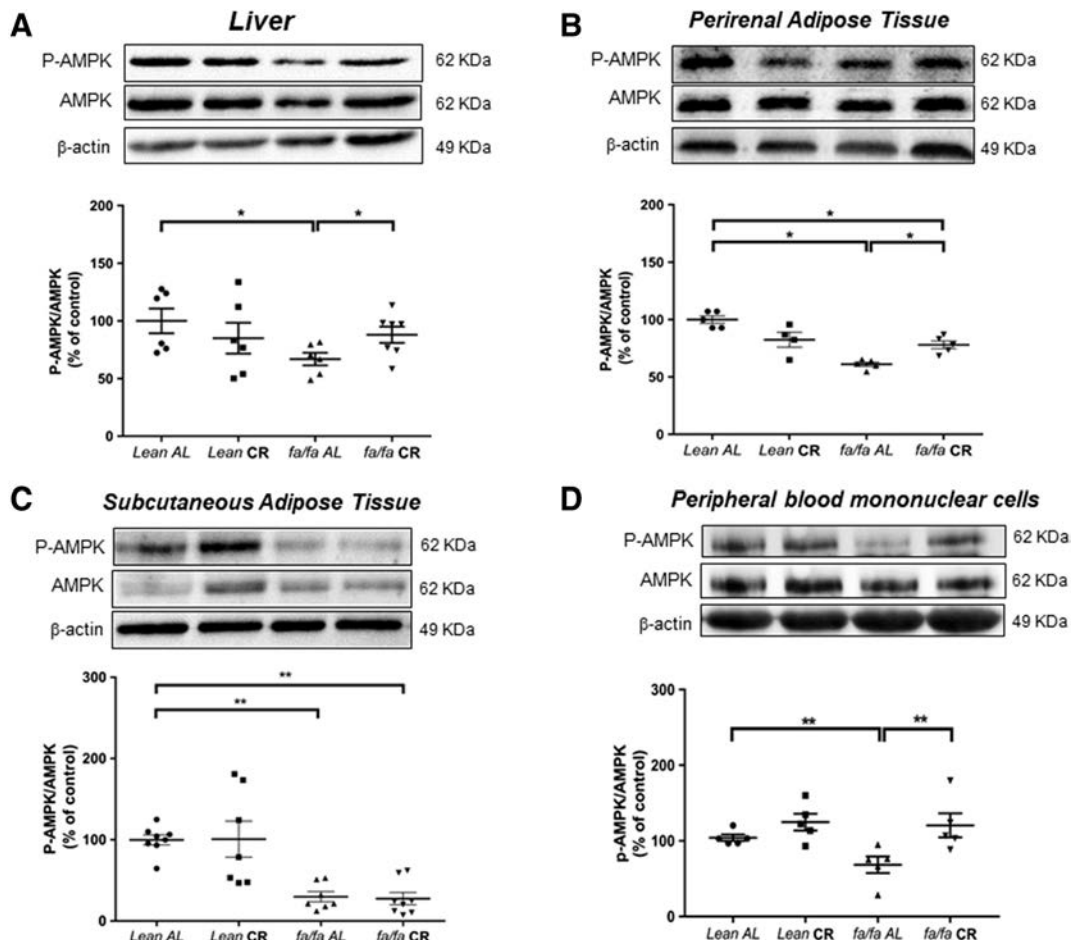 A
Liver
P-AMPK
62 KDa
AMPK
62 KDa
β-actin
49 KDa
P-AMPK/AMPK
(% of control)
200
150
100
50
0
*
*
Lean AL
Lean CR
fa/fa AL
fa/fa CR
B
Perirenal Adipose Tissue
P-AMPK
62 KDa
AMPK
62 KDa
β-actin
49 KDa
P-AMPK/AMPK
(% of control)
200
150
100
50
0
*
*
*
Lean AL
Lean CR
fa/fa AL
fa/fa CR
C
Subcutaneous Adipose Tissue
P-AMPK
62 KDa
AMPK
62 KDa
β-actin
49 KDa
P-AMPK/AMPK
(% of control)
300
200
100
0
**
**
Lean AL
Lean CR
fa/fa AL
fa/fa CR
D
Peripheral blood mononuclear cells
P-AMPK
62 KDa
AMPK
62 KDa
β-actin
49 KDa
p-AMPK/AMPK
(% of control)
300
200
100
0
**
**
Lean AL
Lean CR
fa/fa AL
fa/fa CR